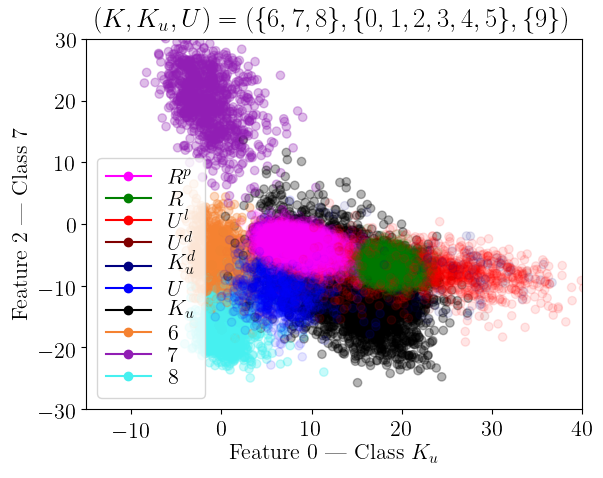 (K, K_u, U) = ({6, 7, 8}, {0, 1, 2, 3, 4, 5}, {9})
Feature 2 — Class 7
30
20
10
0
−10
−20
−30
R^p
R
U^l
U^d
K_u^d
U
K_u
6
7
8
−10 0 10 20 30 40
Feature 0 — Class K_u